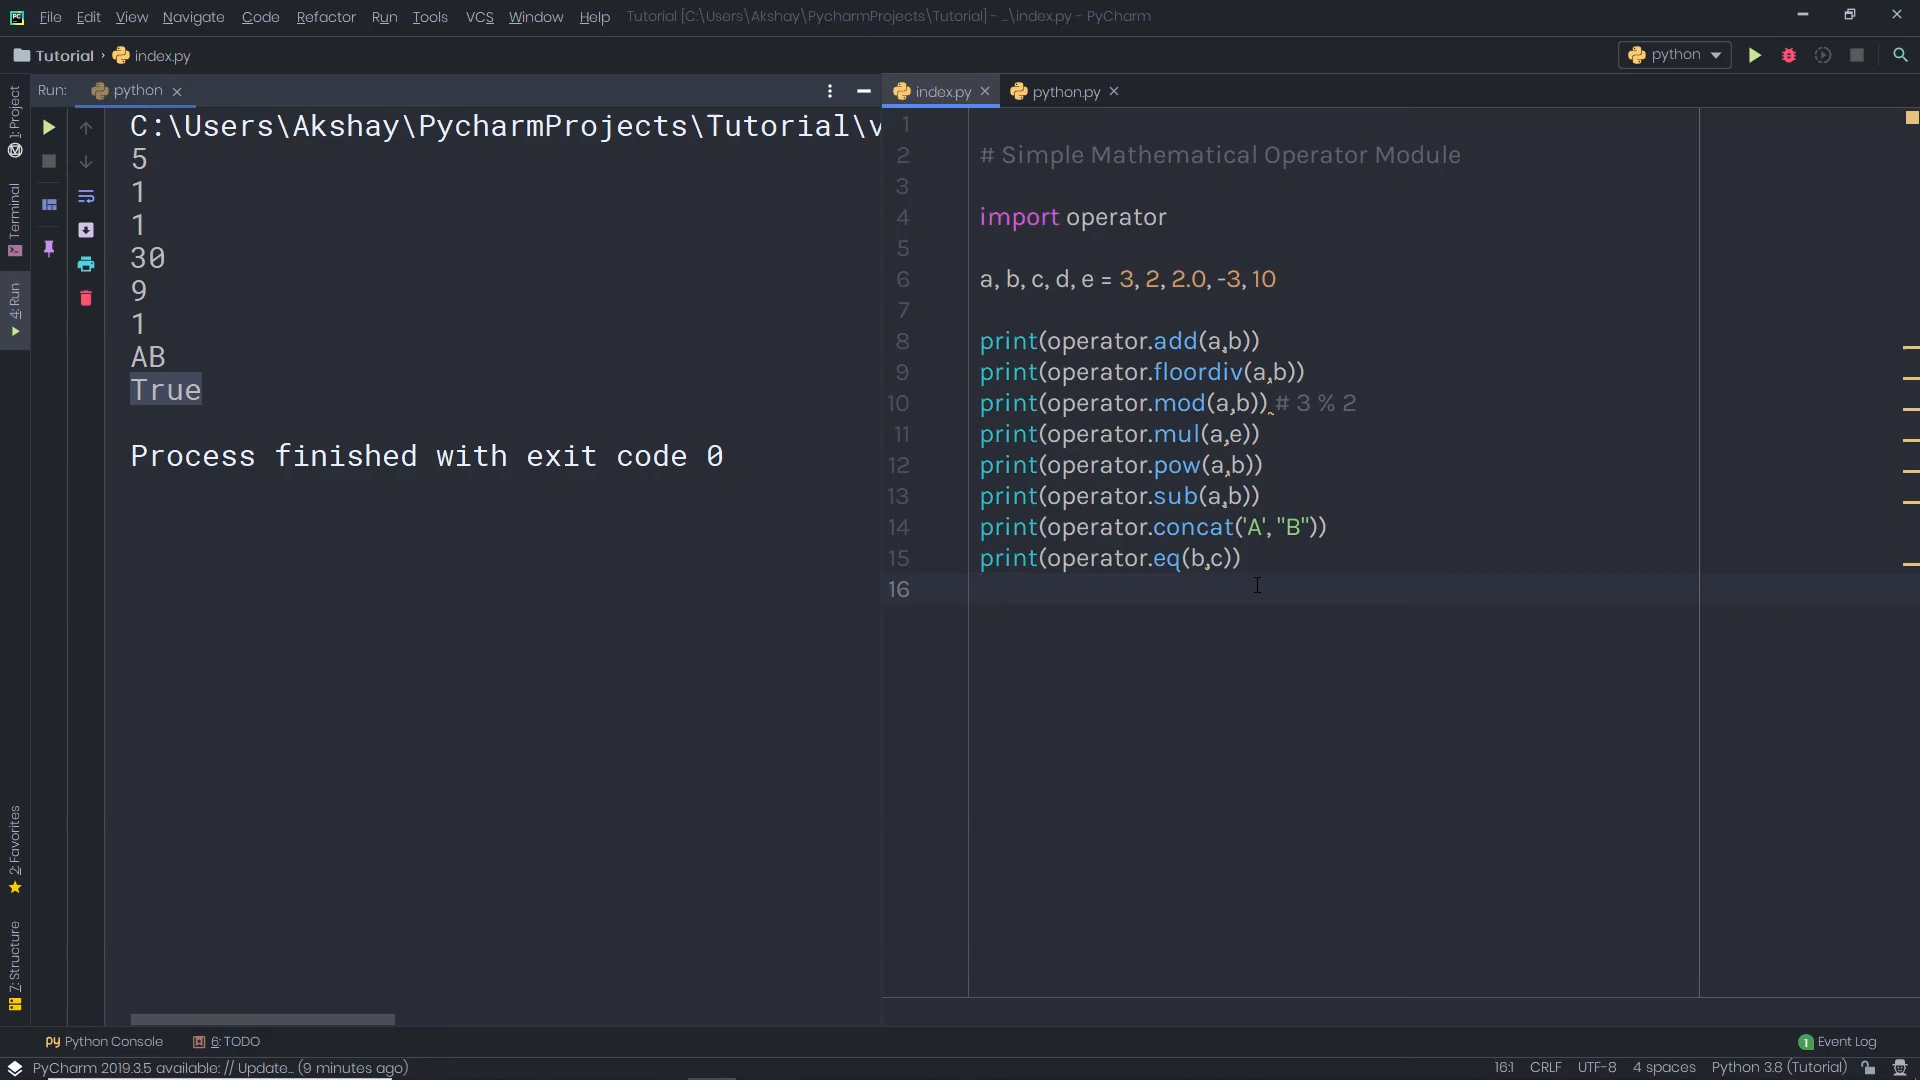 File Edit View Navigate Code Refactor Run Tools VCS Window Help Tutorial [C:\Users\Akshay\PycharmProjects\Tutorial] - ...\index.py - PyCharm
Tutorial index.py python
Run: python
index.py python.py
1: Project
Terminal
4: Run
2: Favorites
7: Structure
C:\Users\Akshay\PycharmProjects\Tutorial\v
5
1
1
30
9
1
AB
True
Process finished with exit code 0
1
2 # Simple Mathematical Operator Module
3
4 import operator
5
6 a, b, c, d, e = 3, 2, 2.0, -3, 10
7
8 print(operator.add(a,b))
9 print(operator.floordiv(a,b))
10 print(operator.mod(a,b)) # 3 % 2
11 print(operator.mul(a,e))
12 print(operator.pow(a,b))
13 print(operator.sub(a,b))
14 print(operator.concat('A', "B"))
15 print(operator.eq(b,c))
16
Python Console 6: TODO 1 Event Log
PyCharm 2019.3.5 available: // Update... (9 minutes ago) 16:1 CRLF UTF-8 4 spaces Python 3.8 (Tutorial)